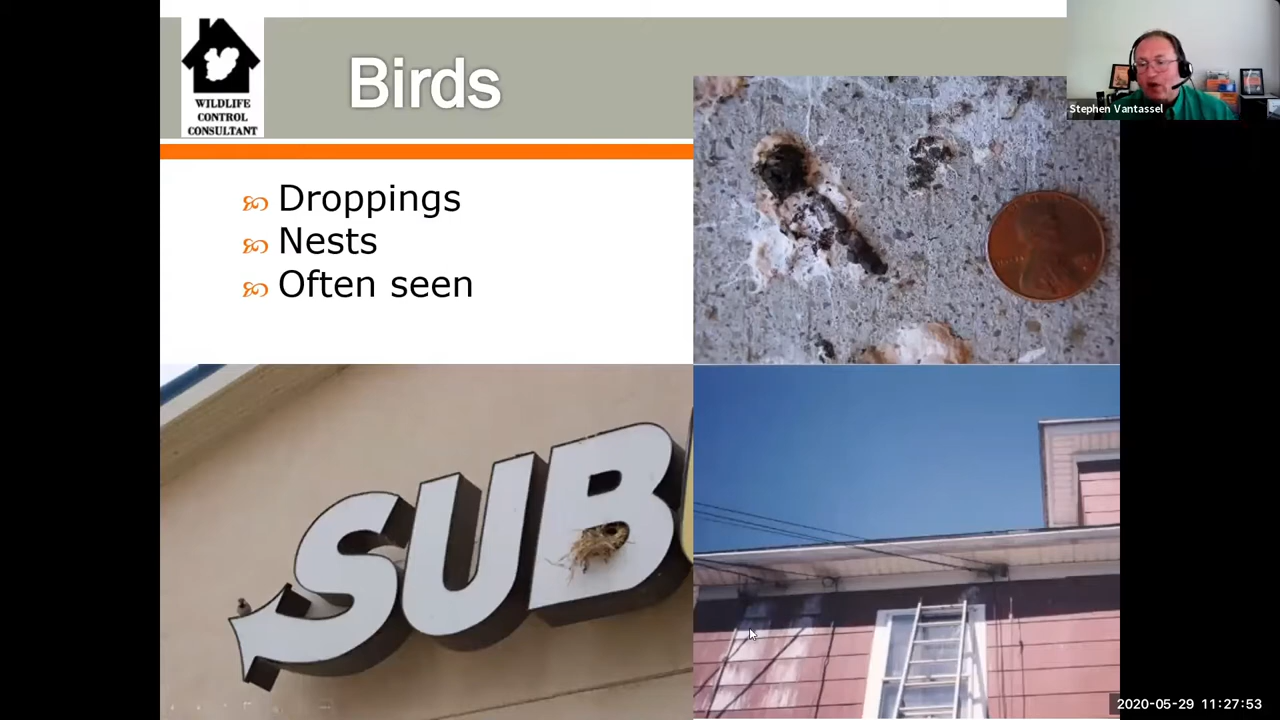 WILDLIFE
CONTROL
CONSULTANT
Birds
Droppings
Nests
Often seen
Stephen Vantassel
SUB
2020-05-29 11:27:53